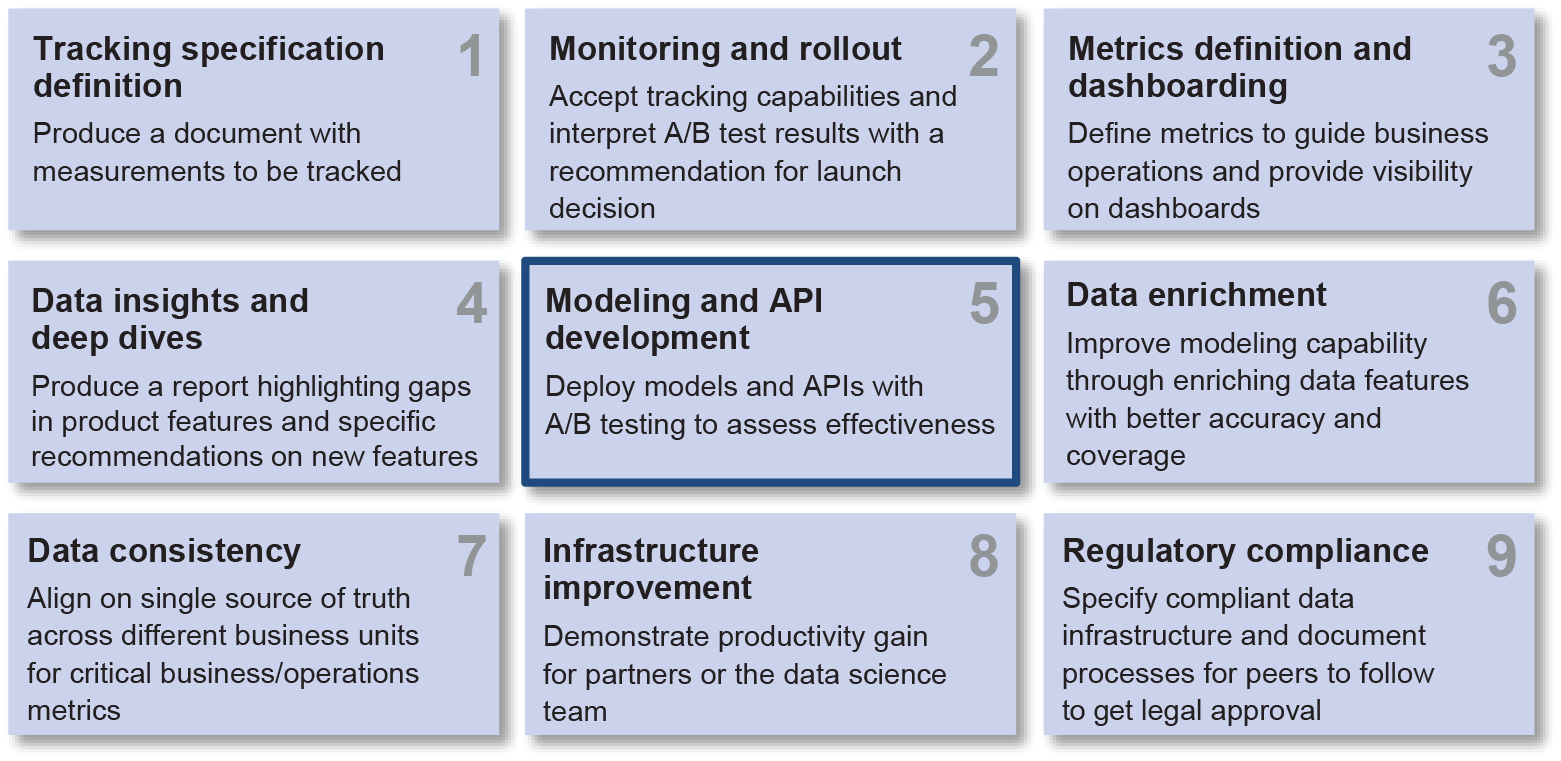 Tracking specification
definition
1
Produce a document with
measurements to be tracked
Monitoring and rollout
2
Accept tracking capabilities and
interpret A/B test results with a
recommendation for launch
decision
Metrics definition and
dashboarding
3
Define metrics to guide business
operations and provide visibility
on dashboards
Data insights and
deep dives
4
Produce a report highlighting gaps
in product features and specific
recommendations on new features
Modeling and API
development
5
Deploy models and APIs with
A/B testing to assess effectiveness
Data enrichment
6
Improve modeling capability
through enriching data features
with better accuracy and
coverage
Data consistency
7
Align on single source of truth
across different business units
for critical business/operations
metrics
Infrastructure
improvement
8
Demonstrate productivity gain
for partners or the data science
team
Regulatory compliance
9
Specify compliant data
infrastructure and document
processes for peers to follow
to get legal approval